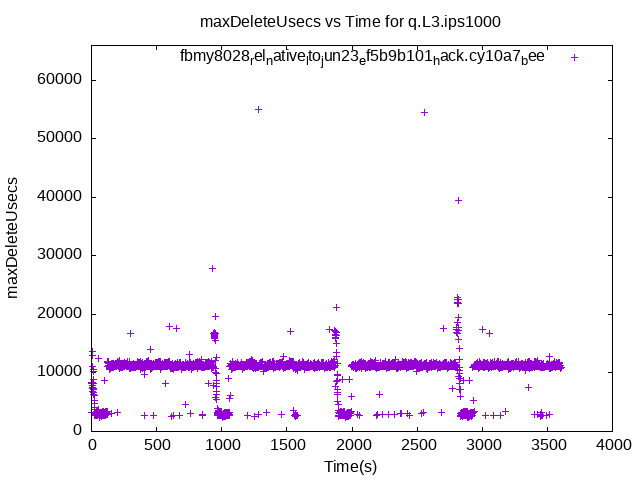 maxDeleteUsecs vs Time for q.L3.ips1000
fbmy8028relnativeltojun23ef5b9b101hack.cy10a7bee
60000
50000
40000
30000
20000
10000
0
maxDeleteUsecs
0 500 1000 1500 2000 2500 3000 3500 4000
Time(s)